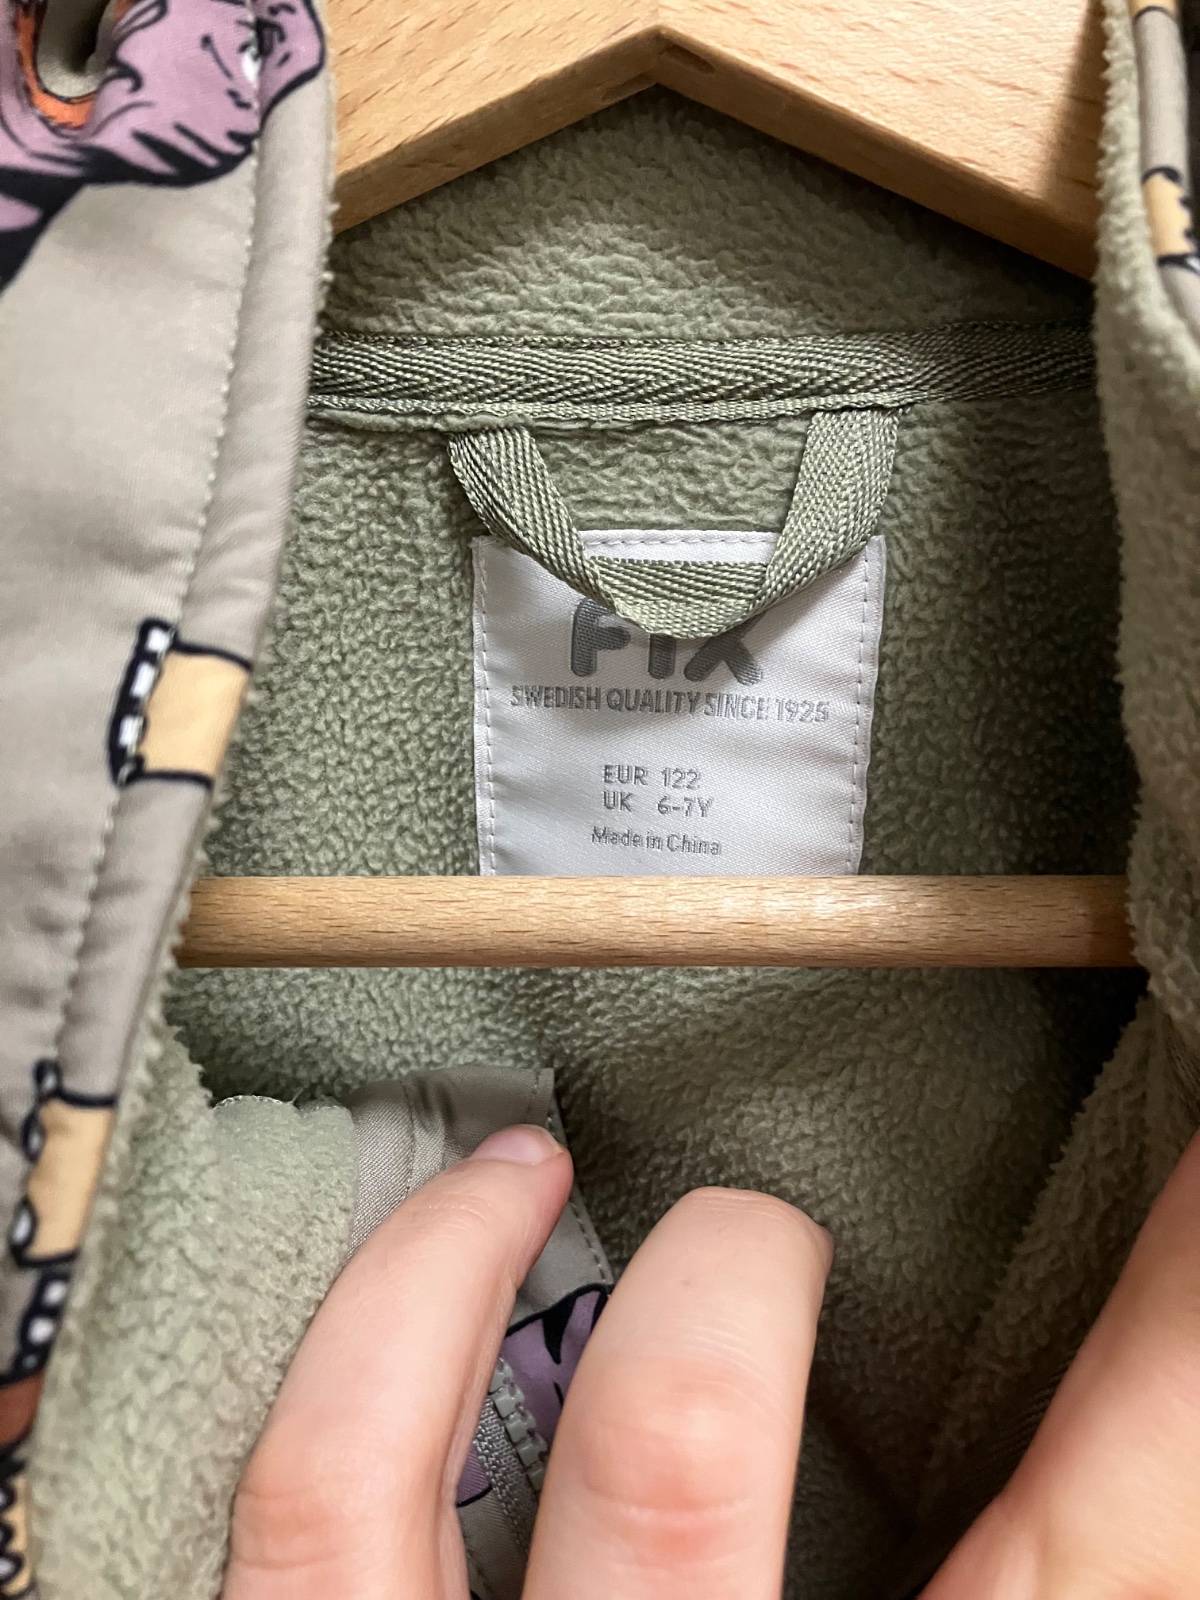 FIX
SWEDISH QUALITY SINCE 1925
EUR 122
UK 6-7Y
Made in China